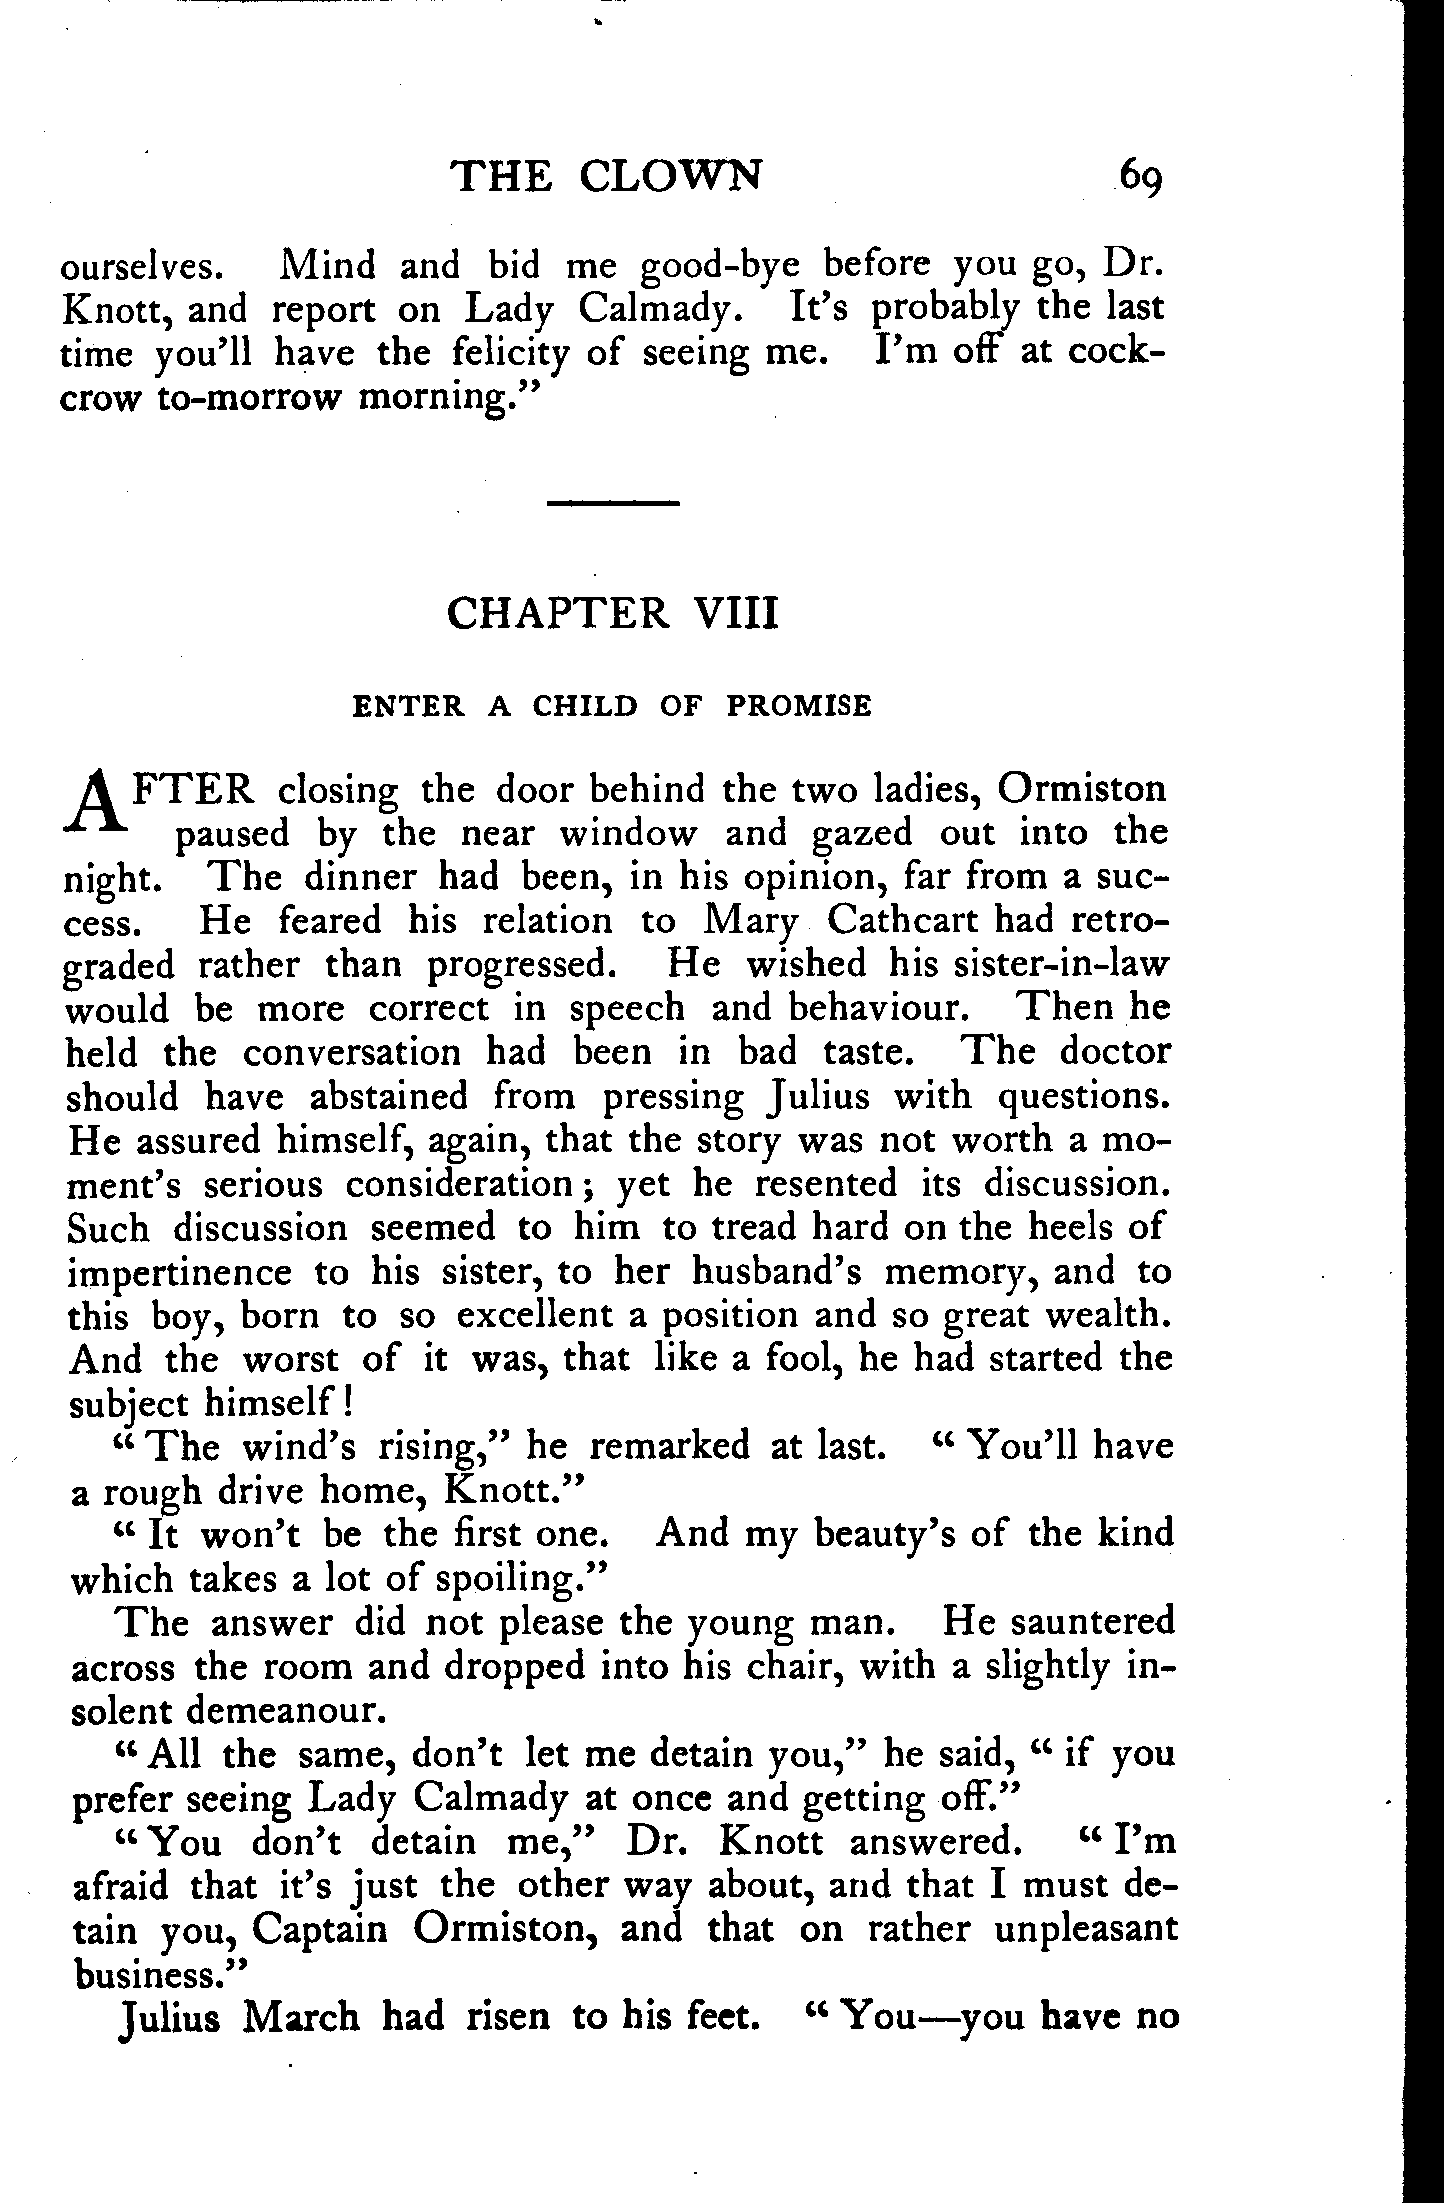 THE CLOWN 69
ourselves. Mind and bid me good-bye before you go, Dr.
Knott, and report on Lady Calmady. It's probably the last
time you'll have the felicity of seeing me. I'm off at cock-
crow to-morrow morning."
CHAPTER VIII
ENTER A CHILD OF PROMISE
AFTER closing the door behind the two ladies, Ormiston
paused by the near window and gazed out into the
night. The dinner had been, in his opinion, far from a suc-
cess. He feared his relation to Mary Cathcart had retro-
graded rather than progressed. He wished his sister-in-law
would be more correct in speech and behaviour. Then he
held the conversation had been in bad taste. The doctor
should have abstained from pressing Julius with questions.
He assured himself, again, that the story was not worth a mo-
ment's serious consideration; yet he resented its discussion.
Such discussion seemed to him to tread hard on the heels of
impertinence to his sister, to her husband's memory, and to
this boy, born to so excellent a position and so great wealth.
And the worst of it was, that like a fool, he had started the
subject himself!
"The wind's rising," he remarked at last. "You'll have
a rough drive home, Knott."
"It won't be the first one. And my beauty's of the kind
which takes a lot of spoiling."
The answer did not please the young man. He sauntered
across the room and dropped into his chair, with a slightly in-
solent demeanour.
"All the same, don't let me detain you," he said, "if you
prefer seeing Lady Calmady at once and getting off."
"You don't detain me," Dr. Knott answered. "I'm
afraid that it's just the other way about, and that I must de-
tain you, Captain Ormiston, and that on rather unpleasant
business."
Julius March had risen to his feet. "You—you have no